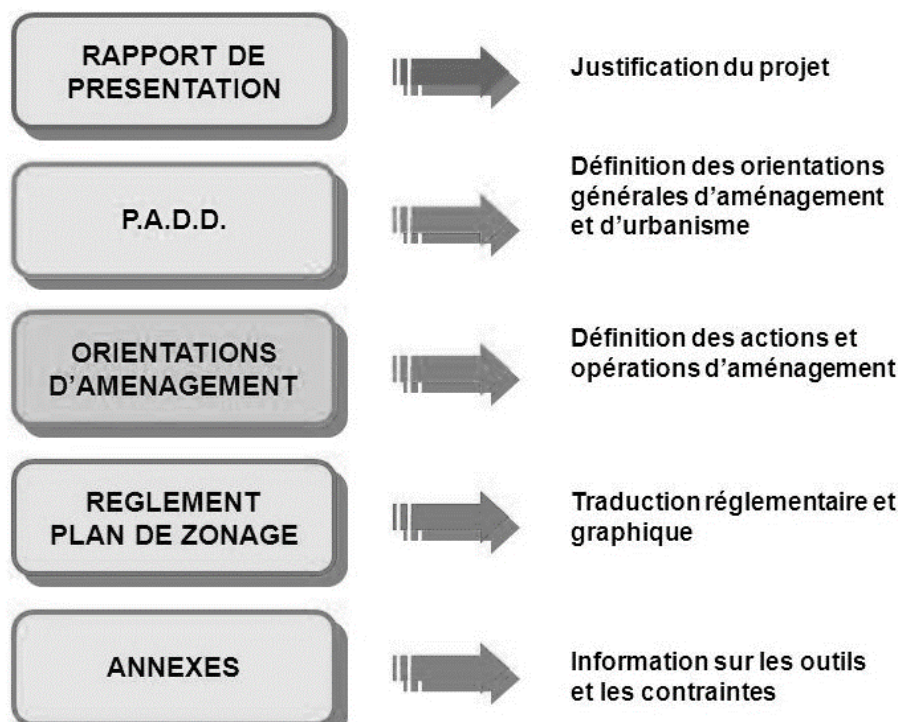 RAPPORT DE
PRESENTATION
Justification du projet
P.A.D.D.
Définition des orientations
générales d'aménagement
et d'urbanisme
ORIENTATIONS
D'AMENAGEMENT
Définition des actions et
opérations d'aménagement
REGLEMENT
PLAN DE ZONAGE
Traduction réglementaire et
graphique
ANNEXES
Information sur les outils
et les contraintes